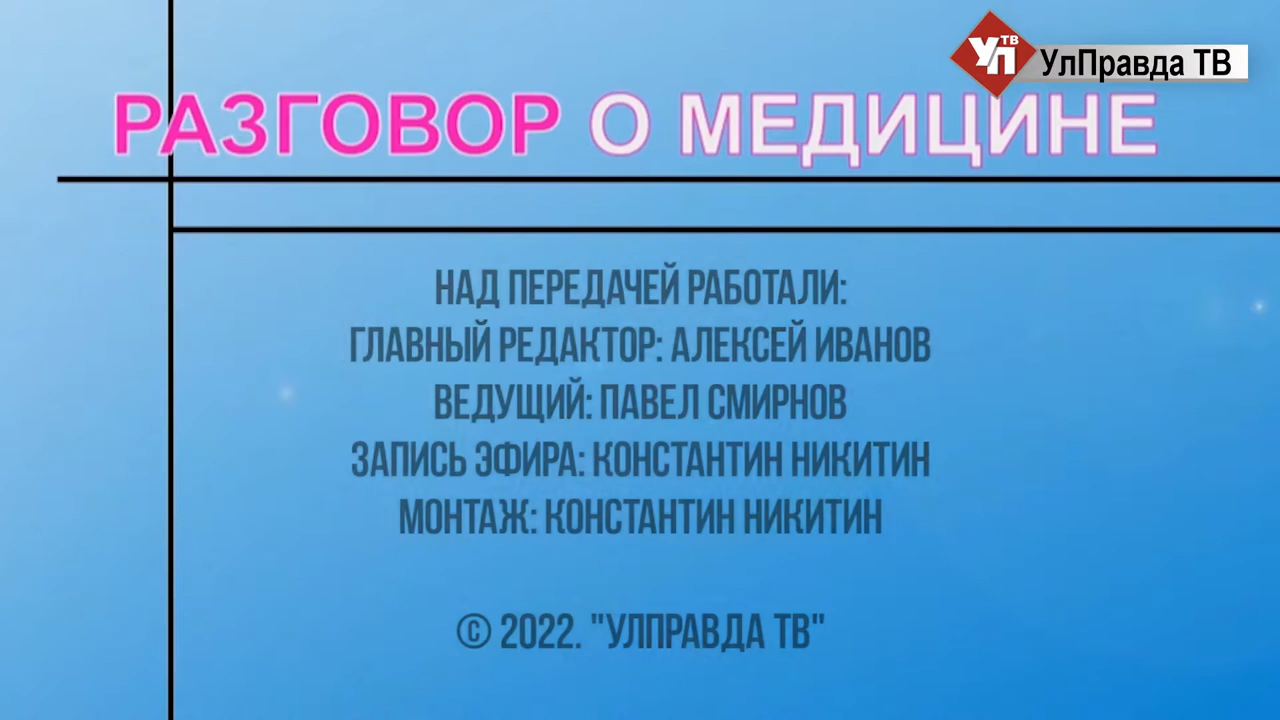 УП ТВ
УлПравда ТВ
РАЗГОВОР О МЕДИЦИНЕ
НАД ПЕРЕДАЧЕЙ РАБОТАЛИ:
ГЛАВНЫЙ РЕДАКТОР: АЛЕКСЕЙ ИВАНОВ
ВЕДУЩИЙ: ПАВЕЛ СМИРНОВ
ЗАПИСЬ ЭФИРА: КОНСТАНТИН НИКИТИН
МОНТАЖ: КОНСТАНТИН НИКИТИН
© 2022. "УЛПРАВДА ТВ"